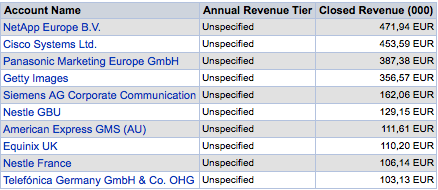 Account Name Annual Revenue Tier Closed Revenue (000)
NetApp Europe B.V. Unspecified 471,94 EUR
Cisco Systems Ltd. Unspecified 453,59 EUR
Panasonic Marketing Europe GmbH Unspecified 387,38 EUR
Getty Images Unspecified 356,57 EUR
Siemens AG Corporate Communication Unspecified 162,06 EUR
Nestle GBU Unspecified 129,15 EUR
American Express GMS (AU) Unspecified 111,61 EUR
Equinix UK Unspecified 110,20 EUR
Nestle France Unspecified 106,14 EUR
Telefónica Germany GmbH & Co. OHG Unspecified 103,13 EUR